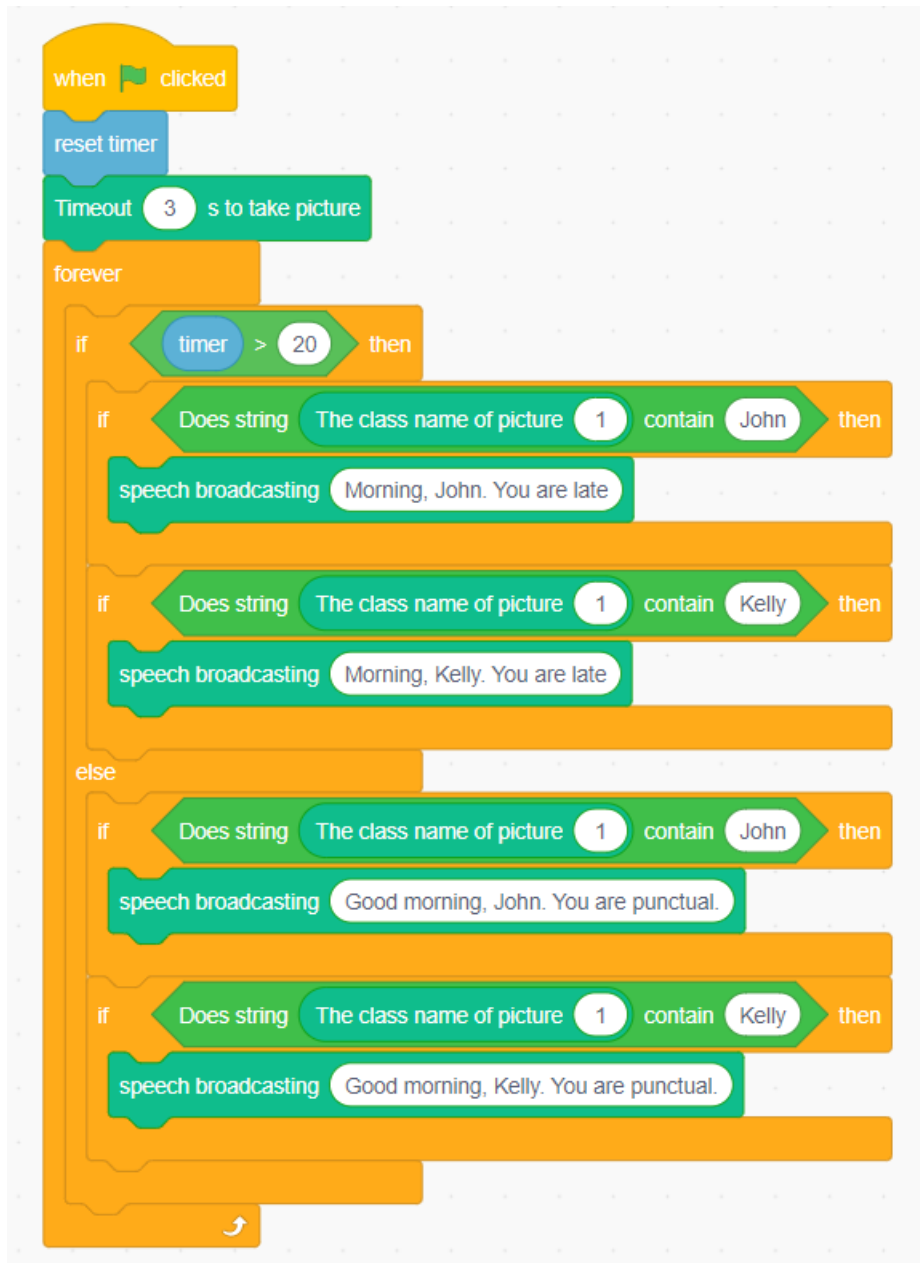 when clicked
reset timer
Timeout 3 s to take picture
forever
if timer > 20 then
if Does string The class name of picture 1 contain John then
speech broadcasting Morning, John. You are late
if Does string The class name of picture 1 contain Kelly then
speech broadcasting Morning, Kelly. You are late
else
if Does string The class name of picture 1 contain John then
speech broadcasting Good morning, John. You are punctual.
if Does string The class name of picture 1 contain Kelly then
speech broadcasting Good morning, Kelly. You are punctual.